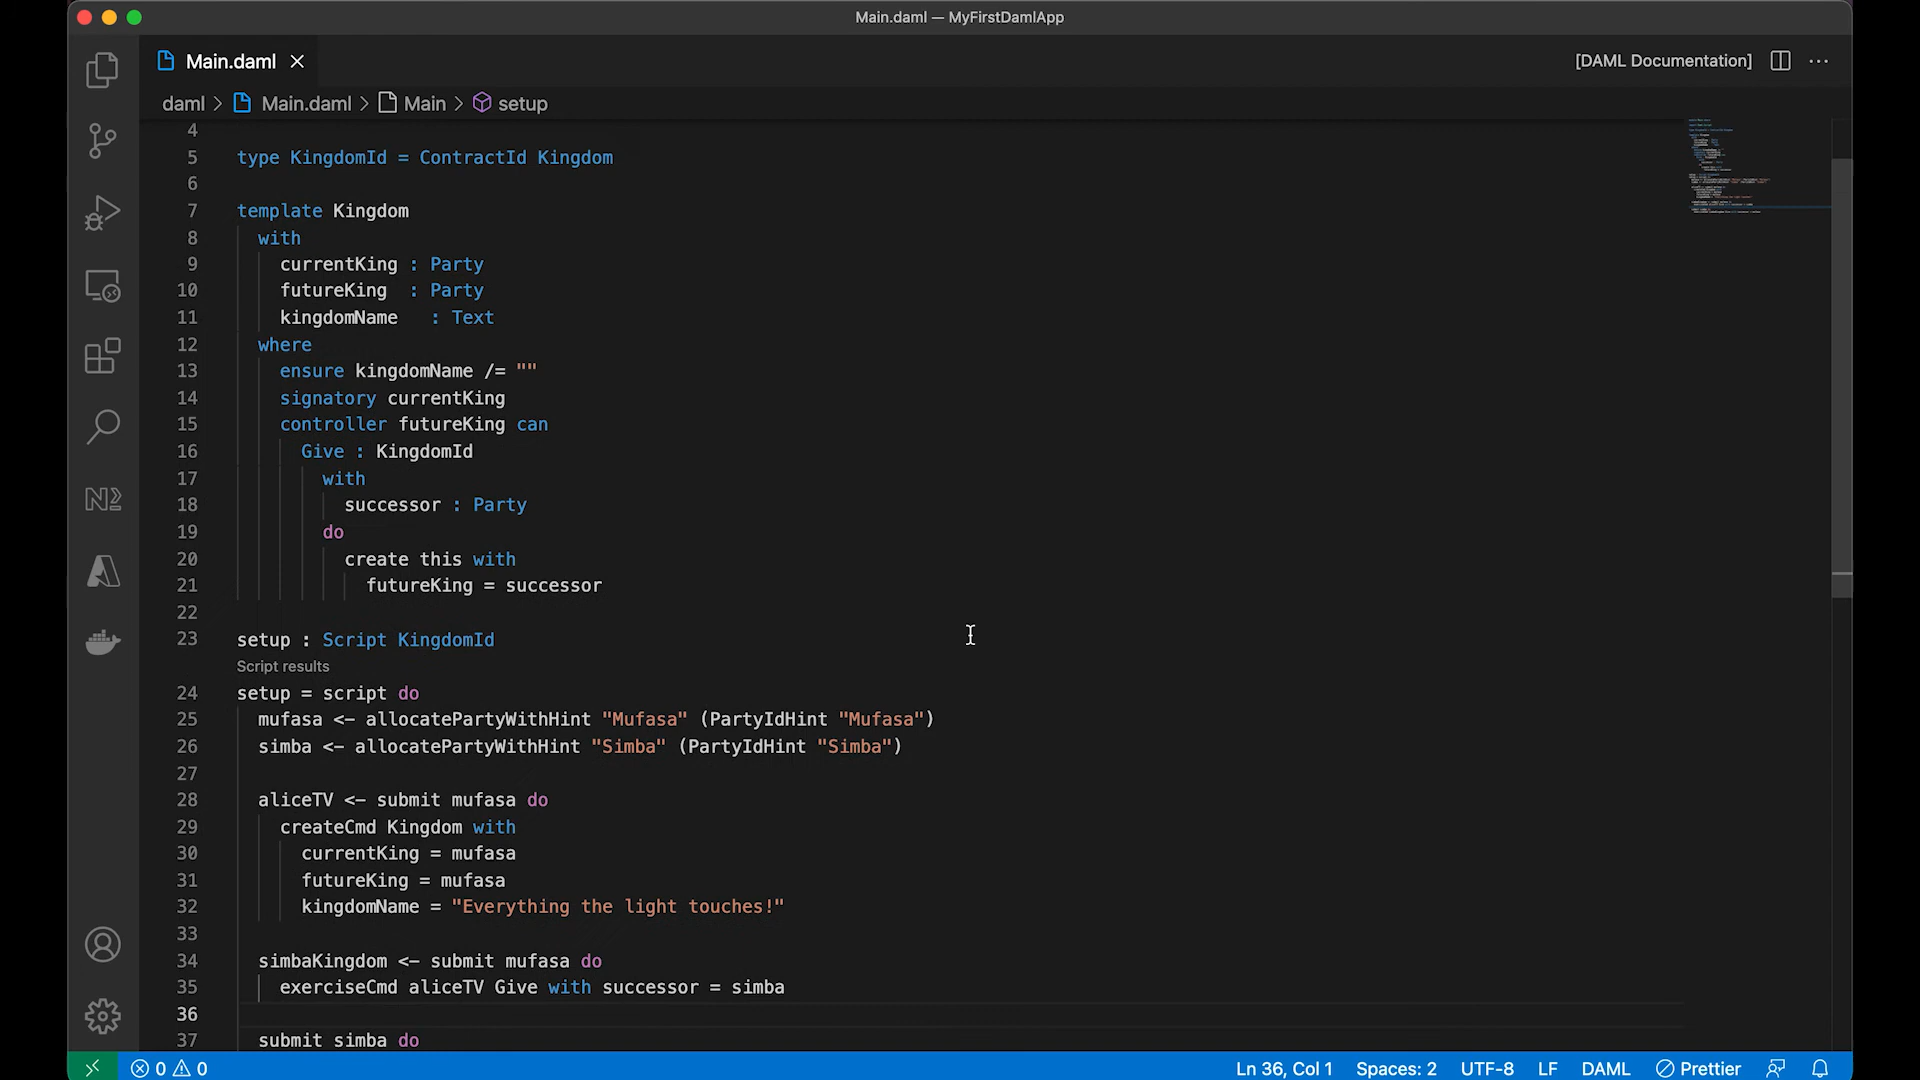 Main.daml — MyFirstDamlApp
Main.daml
[DAML Documentation]
daml > Main.daml > Main > setup
4
5 type KingdomId = ContractId Kingdom
6
7 template Kingdom
8 with
9 currentKing : Party
10 futureKing : Party
11 kingdomName : Text
12 where
13 ensure kingdomName /= ""
14 signatory currentKing
15 controller futureKing can
16 Give : KingdomId
17 with
18 successor : Party
19 do
20 create this with
21 futureKing = successor
22
23 setup : Script KingdomId
Script results
24 setup = script do
25 mufasa <- allocatePartyWithHint "Mufasa" (PartyIdHint "Mufasa")
26 simba <- allocatePartyWithHint "Simba" (PartyIdHint "Simba")
27
28 aliceTV <- submit mufasa do
29 createCmd Kingdom with
30 currentKing = mufasa
31 futureKing = mufasa
32 kingdomName = "Everything the light touches!"
33
34 simbaKingdom <- submit mufasa do
35 exerciseCmd aliceTV Give with successor = simba
36
37 submit simba do
0 0 Ln 36, Col 1 Spaces: 2 UTF-8 LF DAML Prettier